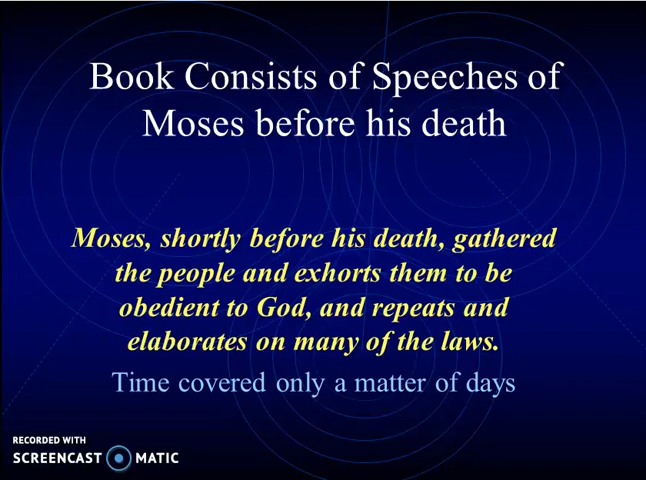 Book Consists of Speeches of
Moses before his death
Moses, shortly before his death, gathered
the people and exhorts them to be
obedient to God, and repeats and
elaborates on many of the laws.
Time covered only a matter of days
RECORDED WITH
SCREENCAST MATIC